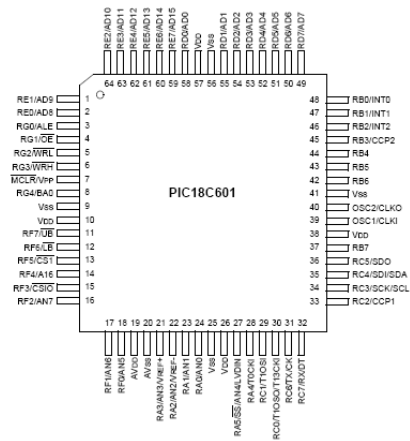 RE2/AD10
RE3/AD11
RE4/AD12
RE5/AD13
RE6/AD14
RE7/AD15
RD0/AD0
VDD
VSS
RD1/AD1
RD2/AD2
RD3/AD3
RD4/AD4
RD5/AD5
RD6/AD6
RD7/AD7
64 63 62 61 60 59 58 57 56 55 54 53 52 51 50 49
RE1/AD9 1
RE0/AD8 2
RG0/ALE 3
RG1/OE 4
RG2/WRL 5
RG3/WRH 6
MCLR/VPP 7
RG4/BA0 8
VSS 9
VDD 10
RF7/UB 11
RF6/LB 12
RF5/CS1 13
RF4/A16 14
RF3/CSIO 15
RF2/AN7 16
PIC18C601
48 RB0/INT0
47 RB1/INT1
46 RB2/INT2
45 RB3/CCP2
44 RB4
43 RB5
42 RB6
41 VSS
40 OSC2/CLKO
39 OSC1/CLKI
38 VDD
37 RB7
36 RC5/SDO
35 RC4/SDI/SDA
34 RC3/SCK/SCL
33 RC2/CCP1
17 18 19 20 21 22 23 24 25 26 27 28 29 30 31 32
RF1/AN6
RF0/AN5
AVDD
AVSS
RA3/AN3/VREF+
RA2/AN2/VREF-
RA1/AN1
RA0/AN0
VSS
VDD
RA5/SS/AN4/LVDIN
RA4/T0CKI
RC1/T1OSI
RC0/T1OSO/T13CKI
RC6/TX/CK
RC7/RX/DT